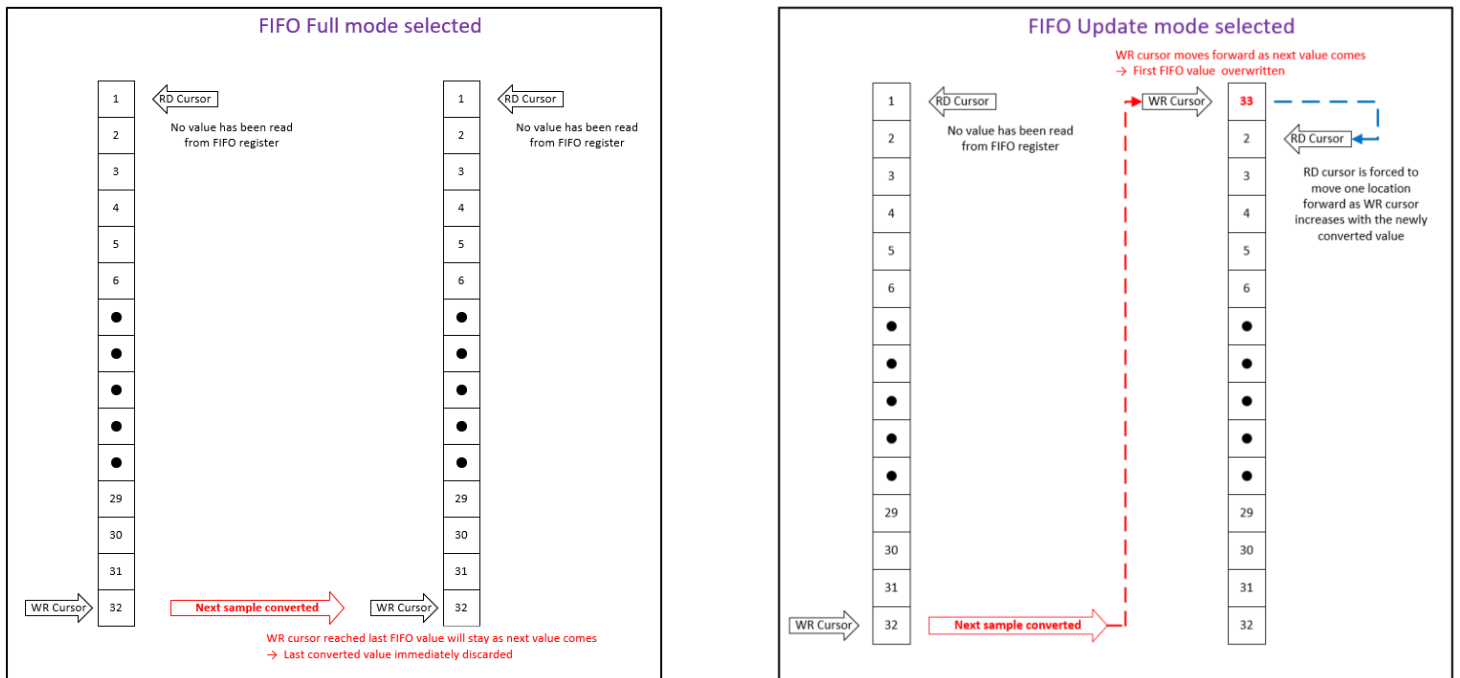 FIFO Full mode selected
1
RD Cursor
No value has been read
from FIFO register
2
3
4
5
6
29
30
31
WR Cursor
32
Next sample converted
1
RD Cursor
No value has been read
from FIFO register
2
3
4
5
6
29
30
31
WR Cursor
32
WR cursor reached last FIFO value will stay as next value comes
→ Last converted value immediately discarded
FIFO Update mode selected
WR cursor moves forward as next value comes
→ First FIFO value overwritten
1
RD Cursor
No value has been read
from FIFO register
2
3
4
5
6
29
30
31
WR Cursor
32
Next sample converted
WR Cursor
33
2
RD Cursor
RD cursor is forced to
move one location
forward as WR cursor
increases with the newly
converted value
3
4
5
6
29
30
31
32